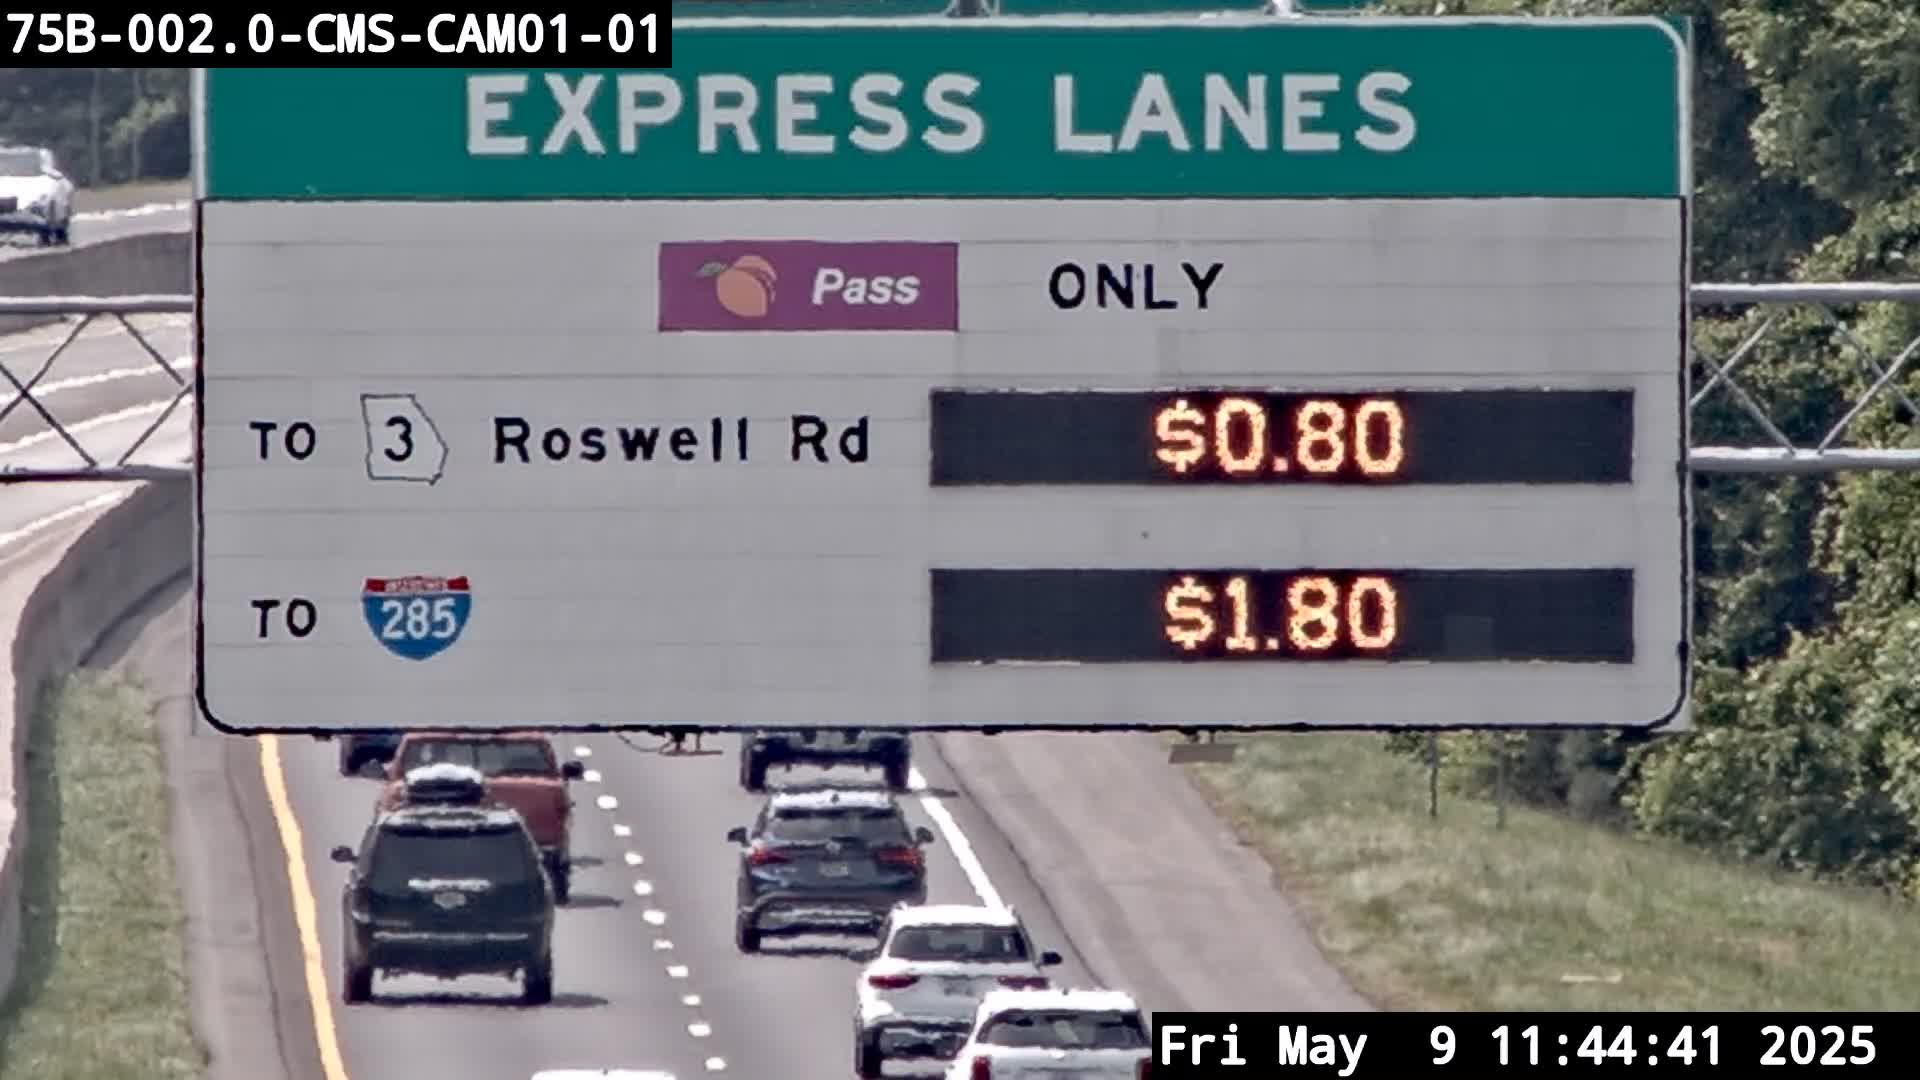 75B-002.0-CMS-CAM01-01
EXPRESS LANES
Pass ONLY
TO 3 Roswell Rd $0.80
TO 285 $1.80
Fri May 9 11:44:41 2025